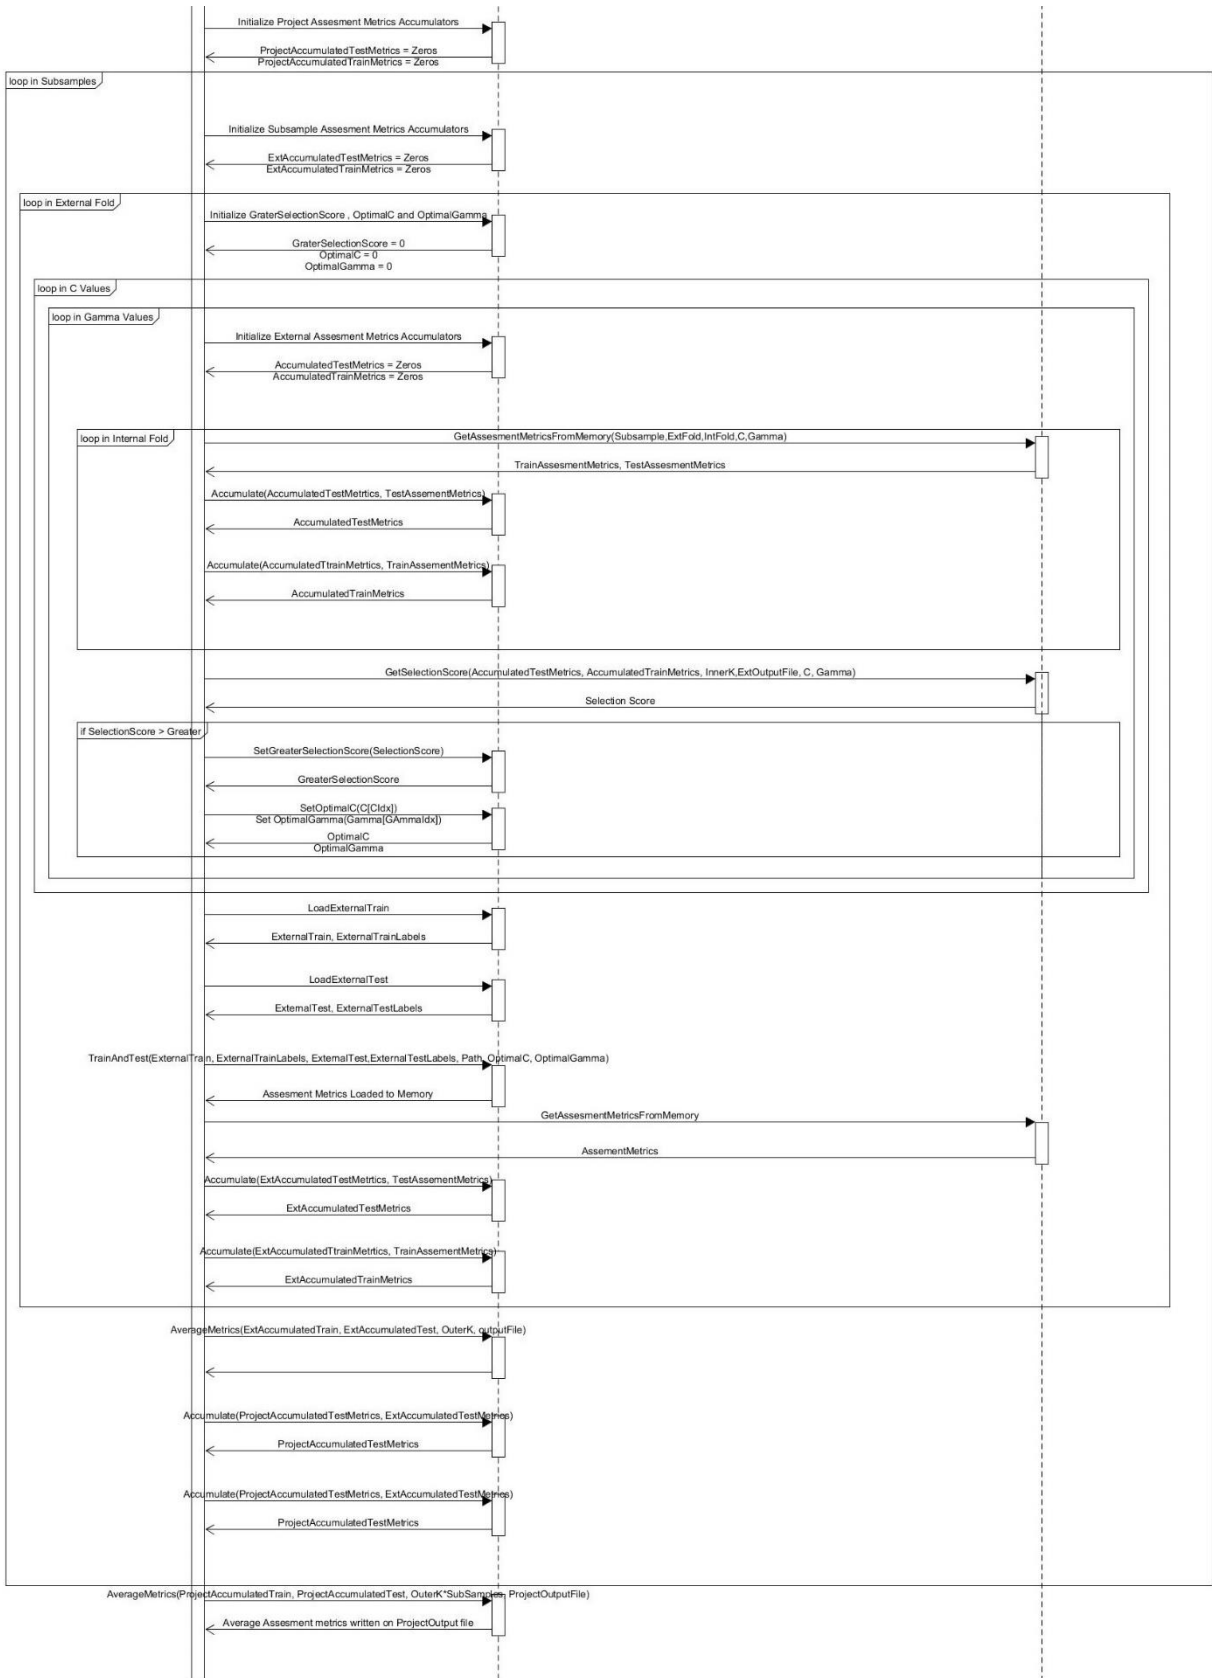 Initialize Project Assesment Metrics Accumulators
ProjectAccumulatedTestMetrics = Zeros
ProjectAccumulatedTrainMetrics = Zeros
loop in Subsamples
Initialize Subsample Assesment Metrics Accumulators
ExtAccumulatedTestMetrics = Zeros
ExtAccumulatedTrainMetrics = Zeros
loop in External Fold
Initialize GraterSelectionScore , OptimalC and OptimalGamma
GraterSelectionScore = 0
OptimalC = 0
OptimalGamma = 0
loop in C Values
loop in Gamma Values
Initialize External Assesment Metrics Accumulators
AccumulatedTestMetrics = Zeros
AccumulatedTrainMetrics = Zeros
loop in Internal Fold
GetAssesmentMetricsFromMemory(Subsample,ExtFold,IntFold,C,Gamma)
TrainAssesmentMetrics, TestAssesmentMetrics
Accumulate(AccumulatedTestMetrtics, TestAssementMetrics)
AccumulatedTestMetrics
Accumulate(AccumulatedTtrainMetrtics, TrainAssementMetrics)
AccumulatedTrainMetrics
GetSelectionScore(AccumulatedTestMetrics, AccumulatedTrainMetrics, InnerK,ExtOutputFile, C, Gamma)
Selection Score
if SelectionScore > Greater
SetGreaterSelectionScore(SelectionScore)
GreaterSelectionScore
SetOptimalC(C[CIdx])
Set OptimalGamma(Gamma[GAmmaIdx])
OptimalC
OptimalGamma
LoadExternalTrain
ExternalTrain, ExternalTrainLabels
LoadExternalTest
ExternalTest, ExternalTestLabels
TrainAndTest(ExternalTrain, ExternalTrainLabels, ExternalTest,ExternalTestLabels, Path, OptimalC, OptimalGamma)
Assesment Metrics Loaded to Memory
GetAssesmentMetricsFromMemory
AssementMetrics
Accumulate(ExtAccumulatedTestMetrtics, TestAssementMetrics)
ExtAccumulatedTestMetrics
Accumulate(ExtAccumulatedTtrainMetrtics, TrainAssementMetrics)
ExtAccumulatedTrainMetrics
AverageMetrics(ExtAccumulatedTrain, ExtAccumulatedTest, OuterK, outputFile)
Accumulate(ProjectAccumulatedTestMetrics, ExtAccumulatedTestMetrics)
ProjectAccumulatedTestMetrics
Accumulate(ProjectAccumulatedTestMetrics, ExtAccumulatedTestMetrics)
ProjectAccumulatedTestMetrics
AverageMetrics(ProjectAccumulatedTrain, ProjectAccumulatedTest, OuterK*SubSamples, ProjectOutputFile)
Average Assesment metrics written on ProjectOutput file